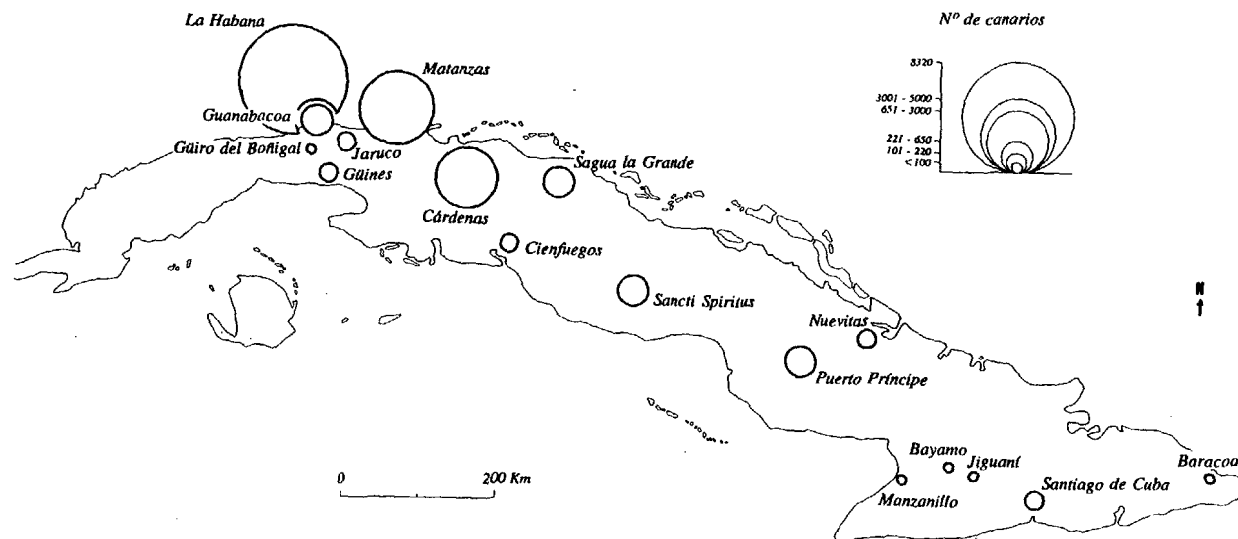 La Habana
Nº de canarios
Matanzas
8320
3001 - 5000
651 - 3000
221 - 650
101 - 220
<100
Guanabacoa
Güiro del Boñigal
Jaruco
Güines
Sagua la Grande
Cárdenas
Cienfuegos
Sancti Spiritus
N
Nuevitas
Puerto Príncipe
0
200 Km
Bayamo
Jiguaní
Baracoa
Manzanillo
Santiago de Cuba